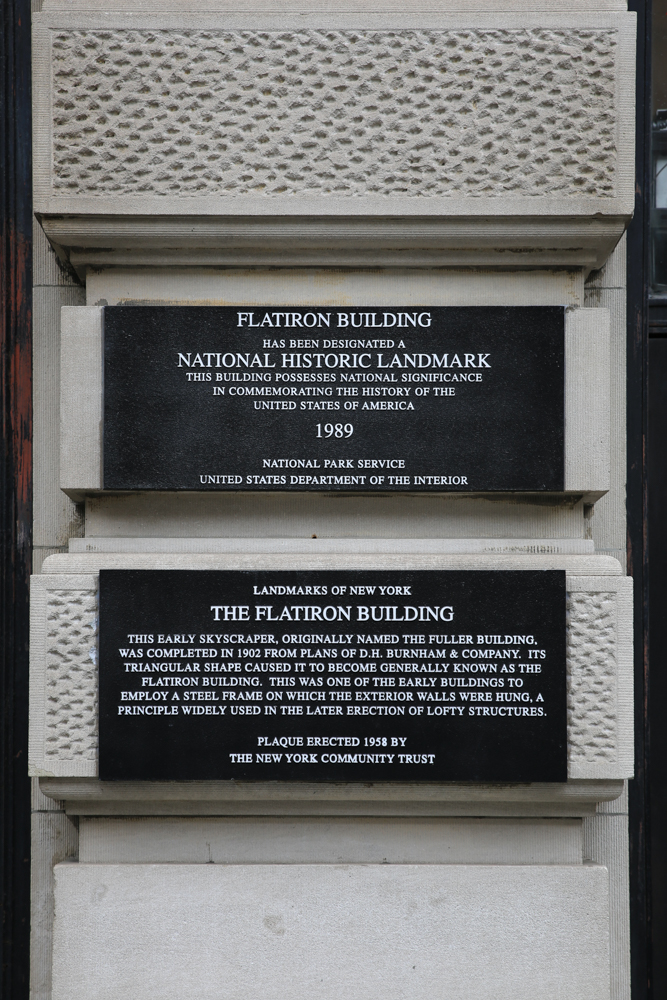 FLATIRON BUILDING
HAS BEEN DESIGNATED A
NATIONAL HISTORIC LANDMARK
THIS BUILDING POSSESSES NATIONAL SIGNIFICANCE
IN COMMEMORATING THE HISTORY OF THE
UNITED STATES OF AMERICA
1989
NATIONAL PARK SERVICE
UNITED STATES DEPARTMENT OF THE INTERIOR
LANDMARKS OF NEW YORK
THE FLATIRON BUILDING
THIS EARLY SKYSCRAPER, ORIGINALLY NAMED THE FULLER BUILDING,
WAS COMPLETED IN 1902 FROM PLANS OF D.H. BURNHAM & COMPANY. ITS
TRIANGULAR SHAPE CAUSED IT TO BECOME GENERALLY KNOWN AS THE
FLATIRON BUILDING. THIS WAS ONE OF THE EARLY BUILDINGS TO
EMPLOY A STEEL FRAME ON WHICH THE EXTERIOR WALLS WERE HUNG, A
PRINCIPLE WIDELY USED IN THE LATER ERECTION OF LOFTY STRUCTURES.
PLAQUE ERECTED 1958 BY
THE NEW YORK COMMUNITY TRUST